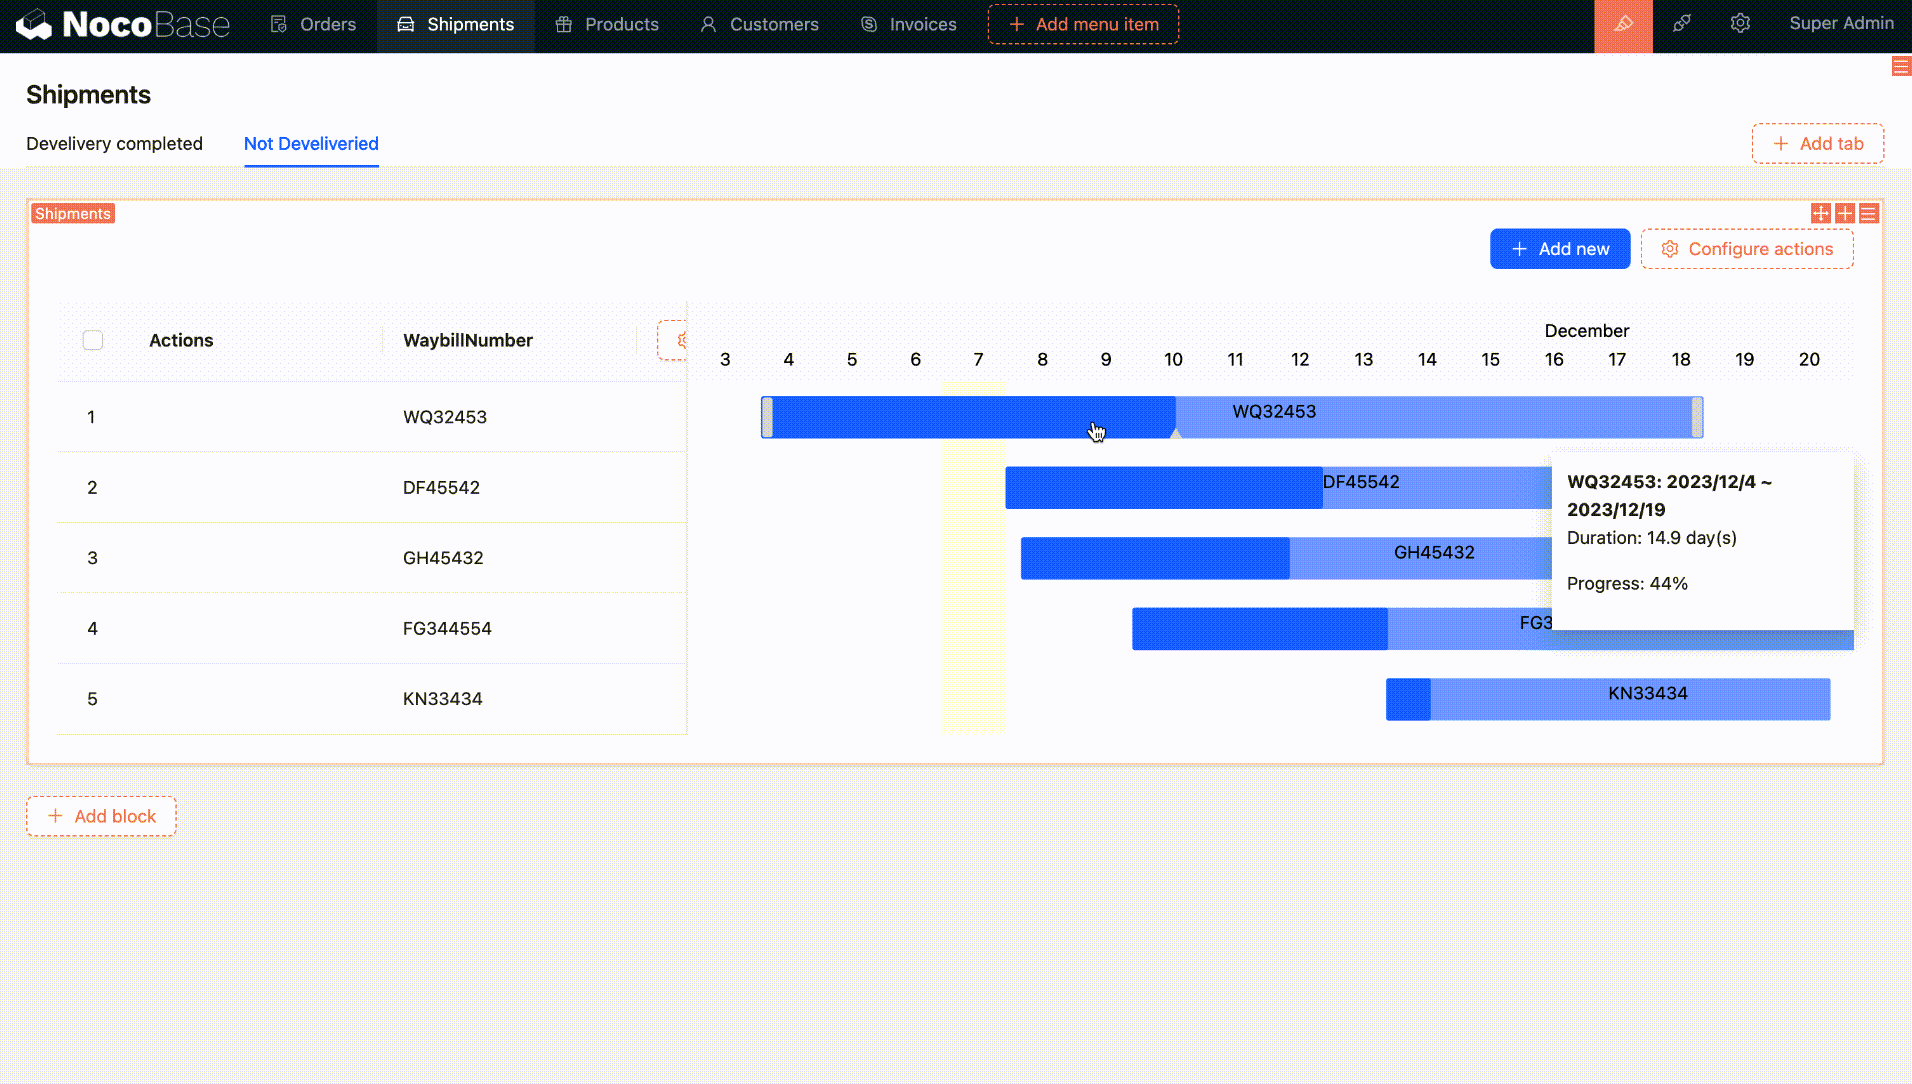 NocoBase Orders Shipments Products Customers Invoices + Add menu item Super Admin
Shipments
Develivery completed Not Develiveried + Add tab
Shipments
+ Add new Configure actions
Actions WaybillNumber
December
3 4 5 6 7 8 9 10 11 12 13 14 15 16 17 18 19 20
1 WQ32453 WQ32453
2 DF45542 DF45542
WQ32453: 2023/12/4 ~
2023/12/19
Duration: 14.9 day(s)
Progress: 44%
3 GH45432 GH45432
4 FG344554 FG3
5 KN33434 KN33434
+ Add block